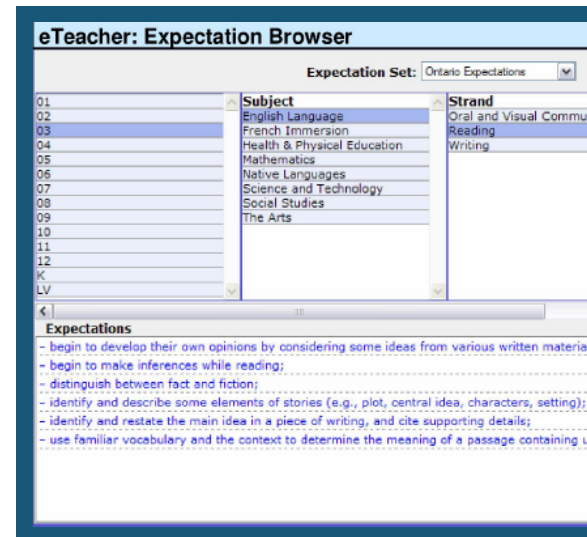 eTeacher: Expectation Browser
Expectation Set: Ontario Expectations
01
02
03
04
05
06
07
08
09
10
11
12
K
LV
Subject
English Language
French Immersion
Health & Physical Education
Mathematics
Native Languages
Science and Technology
Social Studies
The Arts
Strand
Oral and Visual Commu
Reading
Writing
Expectations
- begin to develop their own opinions by considering some ideas from various written materia
- begin to make inferences while reading;
- distinguish between fact and fiction;
- identify and describe some elements of stories (e.g., plot, central idea, characters, setting);
- identify and restate the main idea in a piece of writing, and cite supporting details;
- use familiar vocabulary and the context to determine the meaning of a passage containing u